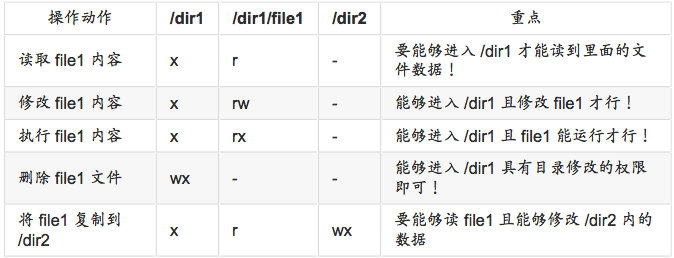 操作动作 /dir1 /dir1/file1 /dir2 重点
读取 file1 内容 x r - 要能够进入 /dir1 才能读到里面的文
件数据！
修改 file1 内容 x rw - 能够进入 /dir1 且修改 file1 才行！
执行 file1 内容 x rx - 能够进入 /dir1 且 file1 能运行才行！
删除 file1 文件 wx - - 能够进入 /dir1 具有目录修改的权限
即可！
将 file1 复制到
/dir2 x r wx 要能够读 file1 且能够修改 /dir2 内的
数据